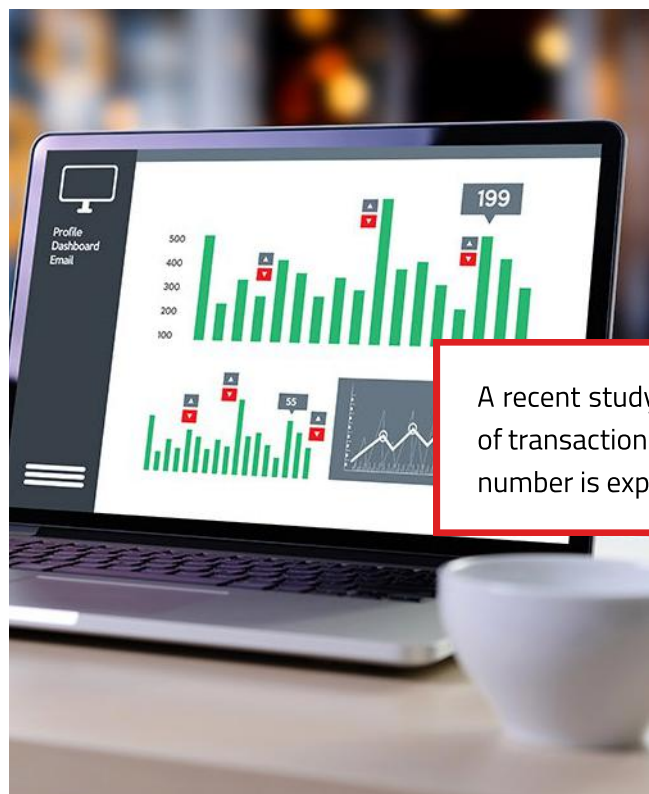 Profile
Dashboard
Email
199
500
400
300
200
100
55
A recent study
of transaction
number is exp